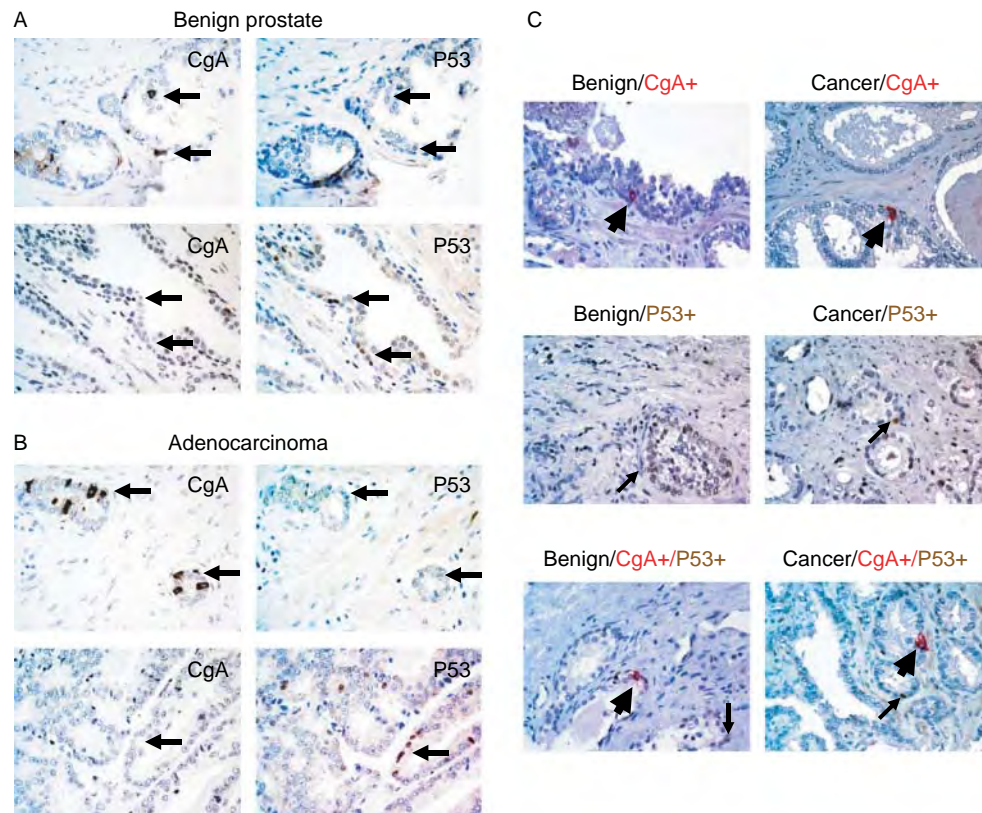 A
Benign prostate
CgA
P53
CgA
P53
B
Adenocarcinoma
CgA
P53
CgA
P53
C
Benign/CgA+
Cancer/CgA+
Benign/P53+
Cancer/P53+
Benign/CgA+/P53+
Cancer/CgA+/P53+